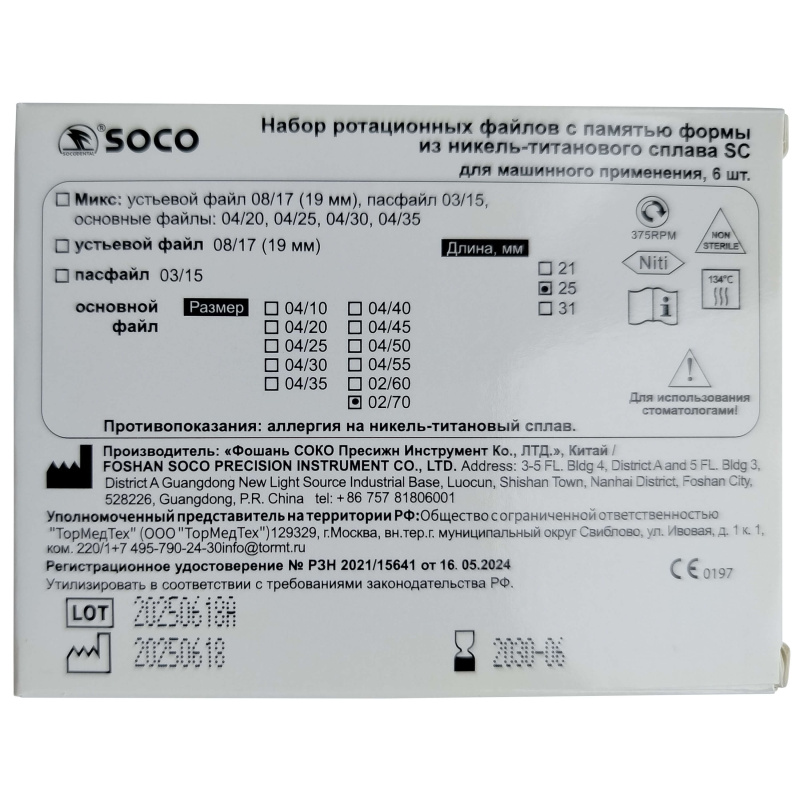 SOCO
SOCODENTAL
Набор ротационных файлов с памятью формы
из никель-титанового сплава SC
для машинного применения, 6 шт.
Микс: устьевой файл 08/17 (19 мм), пасфайл 03/15,
основные файлы: 04/20, 04/25, 04/30, 04/35
устьевой файл 08/17 (19 мм)
пасфайл 03/15
Длина, мм
21
25
31
основной
файл
Размер
04/10
04/20
04/25
04/30
04/35
04/40
04/45
04/50
04/55
02/60
02/70
375RPM
NON
STERILE
Niti
134°C
Для использования
стоматологами!
Противопоказания: аллергия на никель-титановый сплав.
Производитель: «Фошань СОКО Пресижн Инструмент Ко., ЛТД.», Китай /
FOSHAN SOCO PRECISION INSTRUMENT CO., LTD. Address: 3-5 FL. Bldg 4, District A and 5 FL. Bldg 3,
District A Guangdong New Light Source Industrial Base, Luocun, Shishan Town, Nanhai District, Foshan City,
528226, Guangdong, P.R. China tel: +86 757 81806001
Уполномоченный представитель на территории РФ: Общество с ограниченной ответственностью
"ТорМедТех" (ООО "ТорМедТех")129329, г.Москва, вн.тер.г. муниципальный округ Свиблово, ул. Ивовая, д. 1 к. 1,
ком. 220/1+7 495-790-24-30info@tormt.ru
Регистрационное удостоверение № РЗН 2021/15641 от 16. 05.2024
Утилизировать в соответствии с требованиями законодательства РФ.
CE 0197
LOT 20250618A
20250618
2030-06